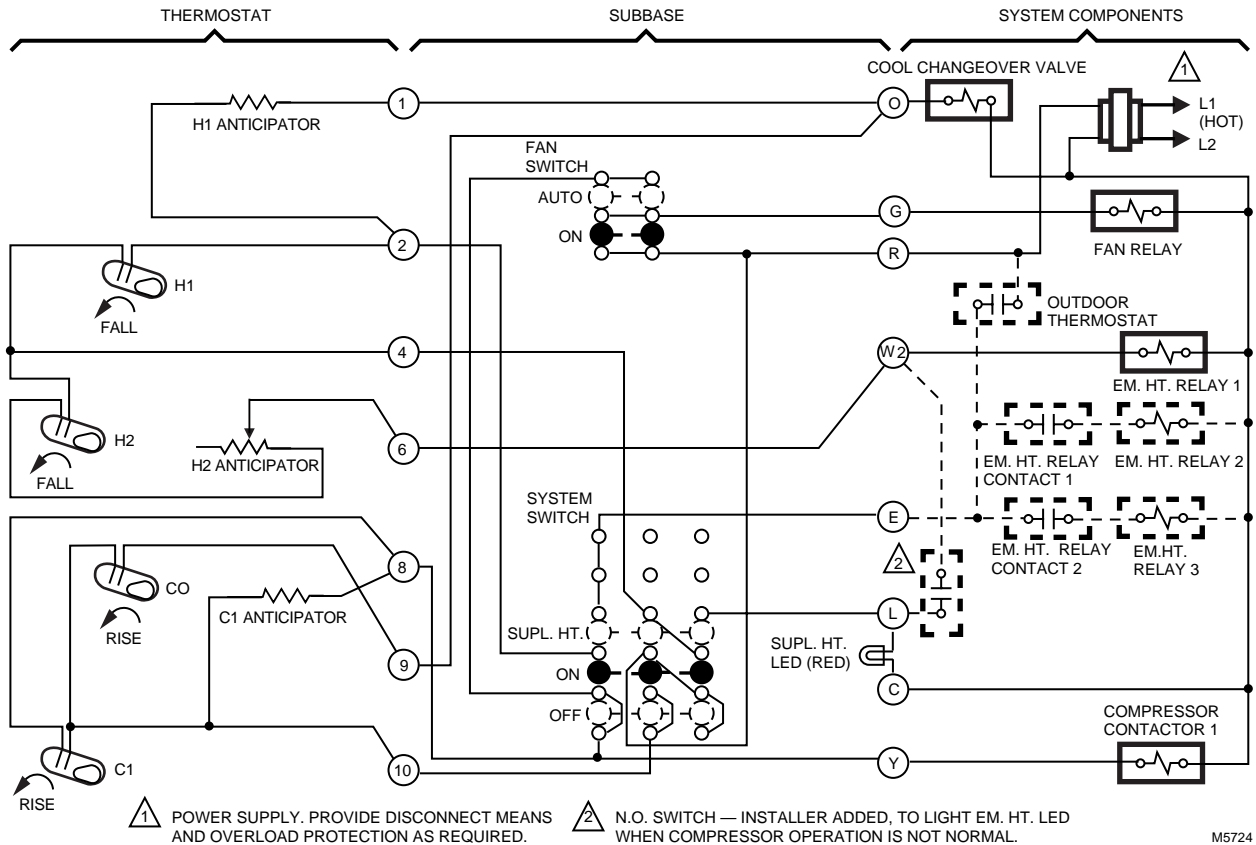 THERMOSTAT
SUBBASE
SYSTEM COMPONENTS
COOL CHANGEOVER VALVE
1
L1
(HOT)
L2
H1 ANTICIPATOR
1
O
FAN
SWITCH
AUTO
ON
G
FAN RELAY
2
R
H1
FALL
OUTDOOR
THERMOSTAT
4
W2
EM. HT. RELAY 1
H2
FALL
H2 ANTICIPATOR
6
EM. HT. RELAY
CONTACT 1
EM. HT. RELAY 2
SYSTEM
SWITCH
E
EM. HT. RELAY
CONTACT 2
EM.HT.
RELAY 3
2
8
CO
RISE
C1 ANTICIPATOR
SUPL. HT.
L
SUPL. HT.
LED (RED)
9
ON
C
OFF
COMPRESSOR
CONTACTOR 1
C1
RISE
10
Y
1
POWER SUPPLY. PROVIDE DISCONNECT MEANS
AND OVERLOAD PROTECTION AS REQUIRED.
2
N.O. SWITCH — INSTALLER ADDED, TO LIGHT EM. HT. LED
WHEN COMPRESSOR OPERATION IS NOT NORMAL.
M5724